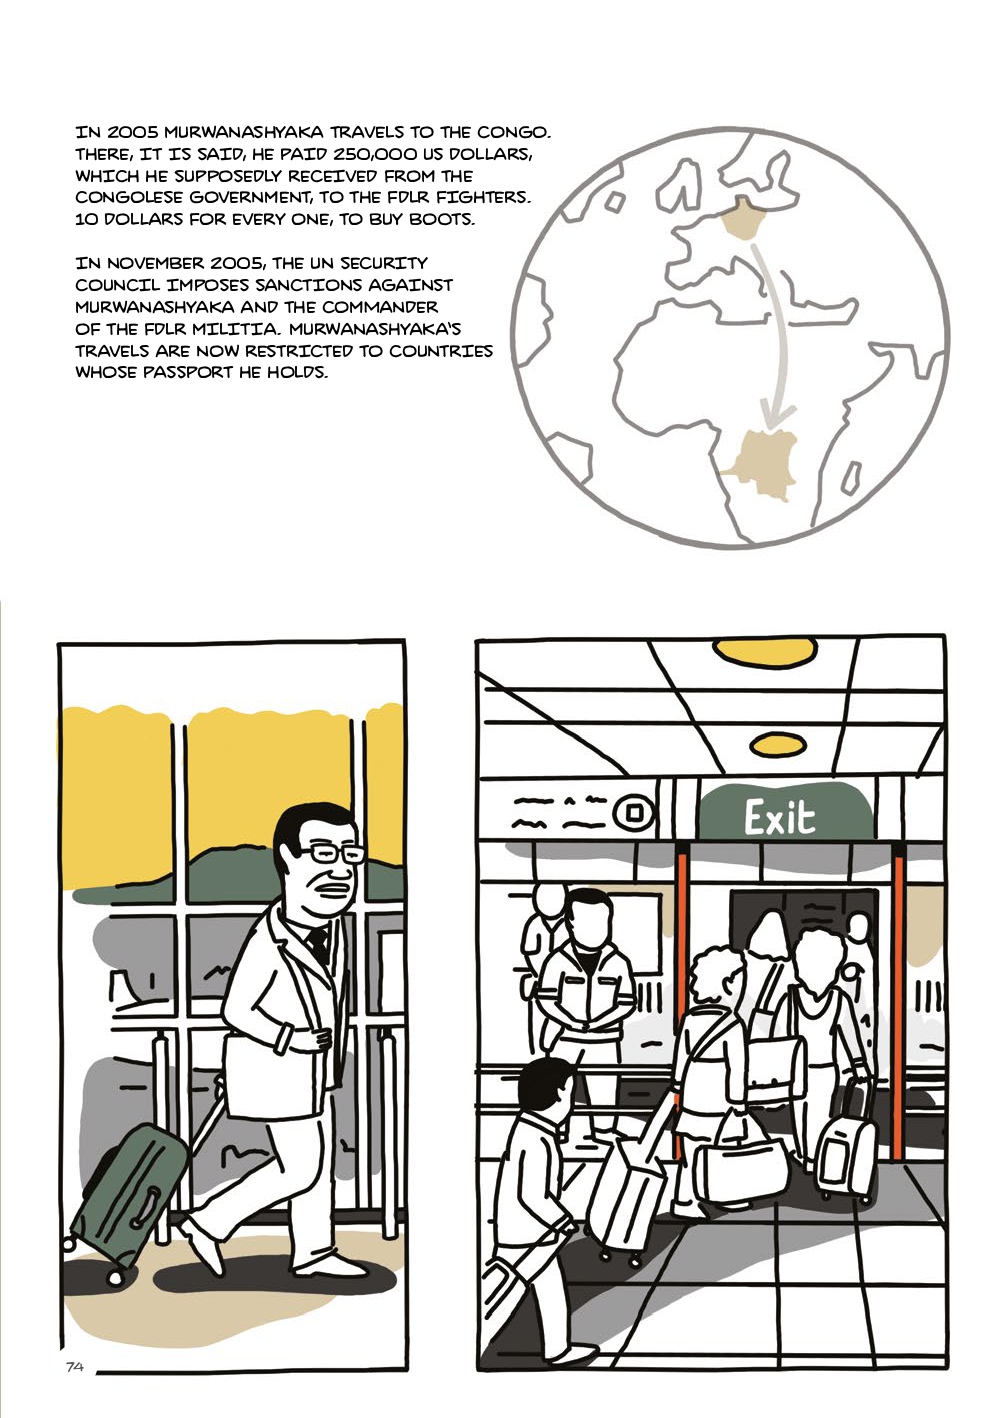 IN 2005 MURWANASHYAKA TRAVELS TO THE CONGO.
THERE, IT IS SAID, HE PAID 250,000 US DOLLARS,
WHICH HE SUPPOSEDLY RECEIVED FROM THE
CONGOLESE GOVERNMENT, TO THE FDLR FIGHTERS.
10 DOLLARS FOR EVERY ONE, TO BUY BOOTS.
IN NOVEMBER 2005, THE UN SECURITY
COUNCIL IMPOSES SANCTIONS AGAINST
MURWANASHYAKA AND THE COMMANDER
OF THE FDLR MILITIA. MURWANASHYAKA'S
TRAVELS ARE NOW RESTRICTED TO COUNTRIES
WHOSE PASSPORT HE HOLDS.
Exit
74